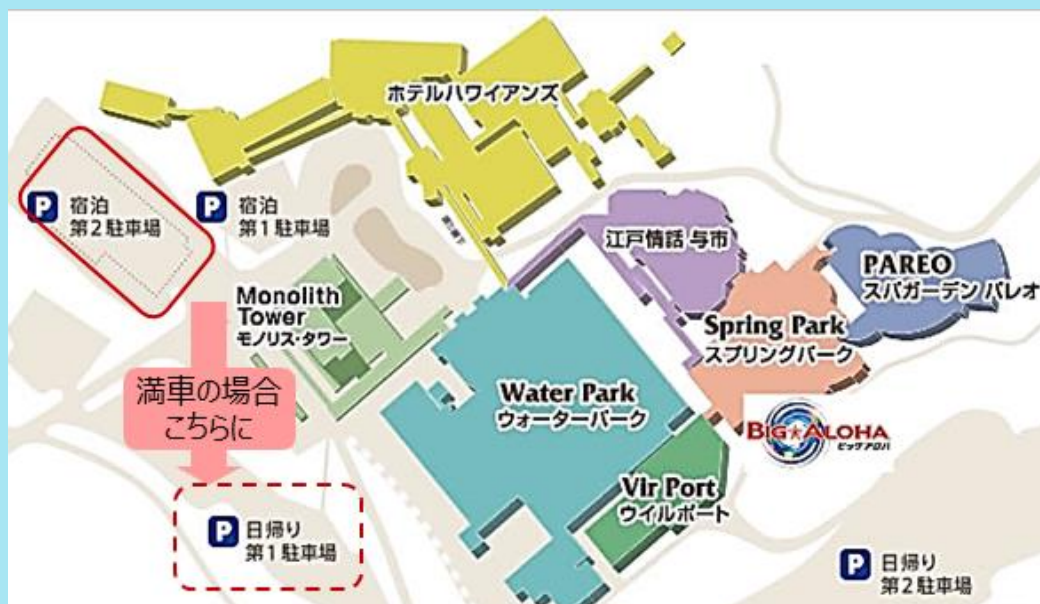 ホテルハワイアンズ
P 宿泊
第2駐車場
P 宿泊
第1駐車場
江戸情話 与市
PAREO
スパガーデン パレオ
Monolith
Tower
モノリス・タワー
Spring Park
スプリングパーク
満車の場合
こちらに
Water Park
ウォーターパーク
BIG★ALOHA
ビッグアロハ
Vir Port
ウイルポート
P 日帰り
第1駐車場
P 日帰り
第2駐車場